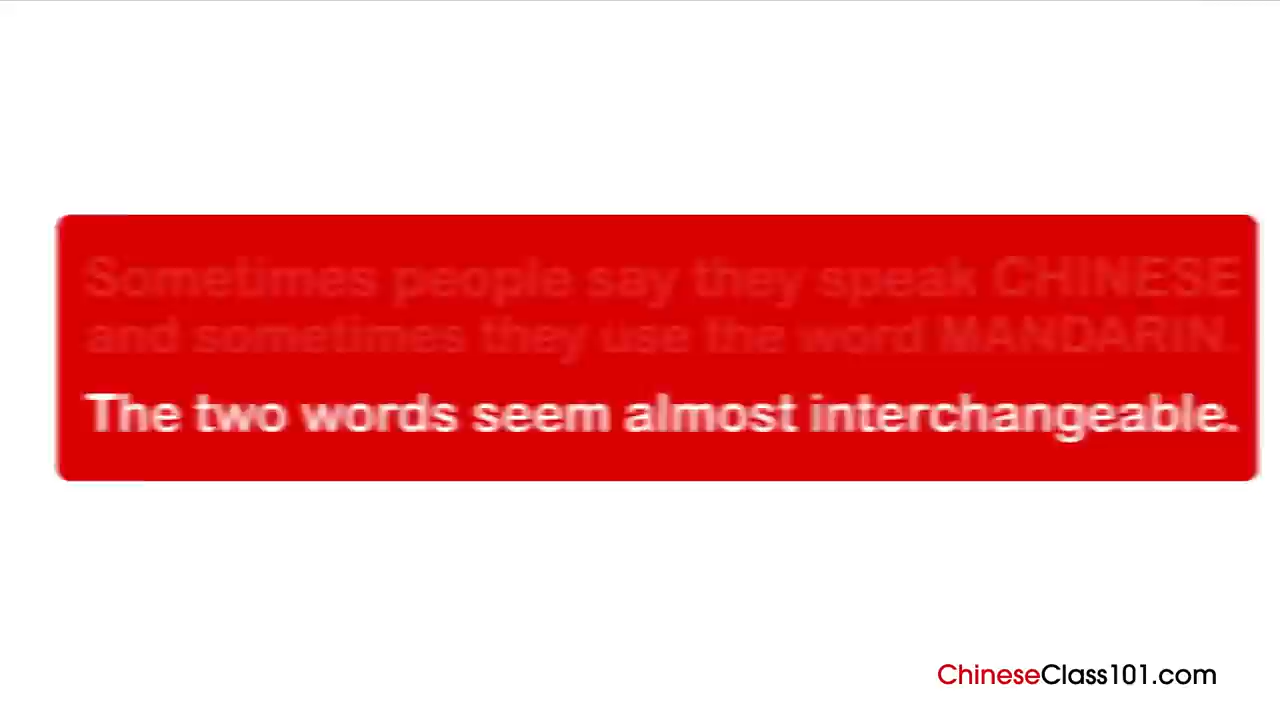 Sometimes people say they speak CHINESE
and sometimes they use the word MANDARIN.
The two words seem almost interchangeable.
ChineseClass101.com